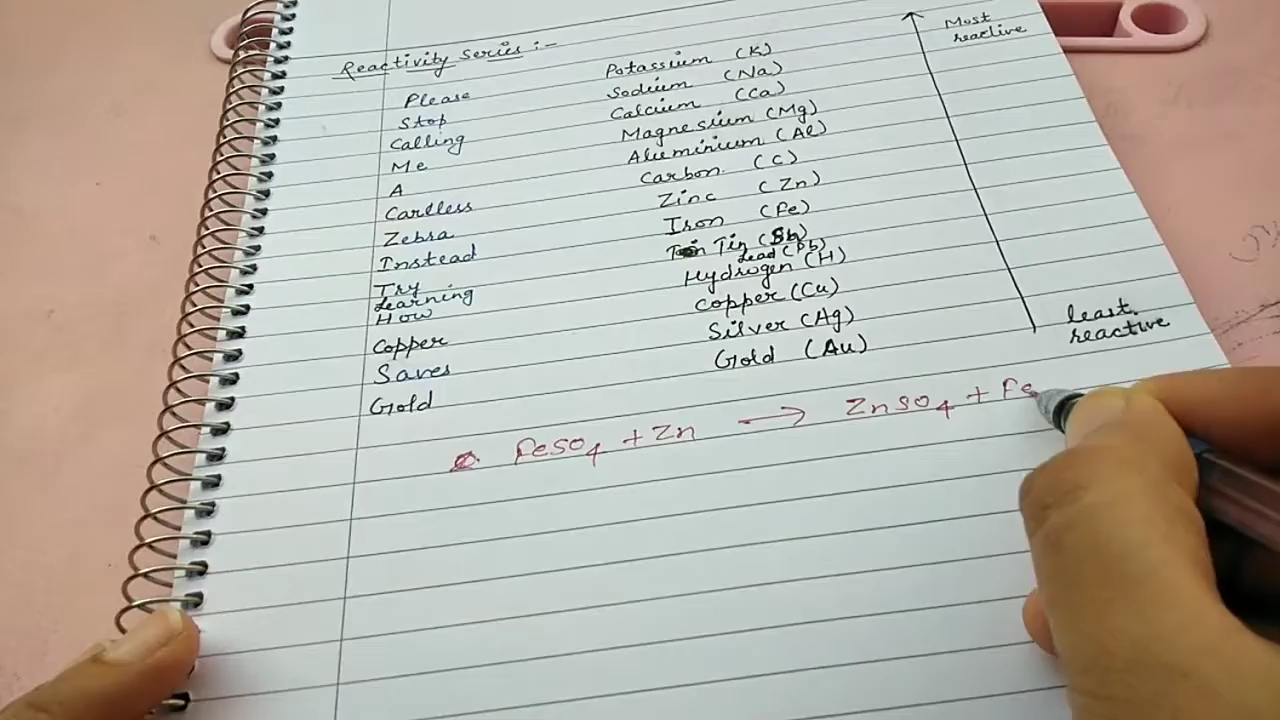 Reactivity Series :-
Most reactive
Please Potassium (K)
Stop Sodium (Na)
Calling Calcium (Ca)
Me Magnesium (Mg)
A Aluminium (Al)
Careless Carbon. (C)
Zebra Zinc (Zn)
Instead Iron (Fe)
Try Tin (Sn)
Learning Lead (Pb)
How Hydrogen (H)
Copper Copper (Cu)
Saves Silver (Ag)
Gold Gold (Au)
least reactive
FeSO4 + Zn → ZnSO4 + Fe